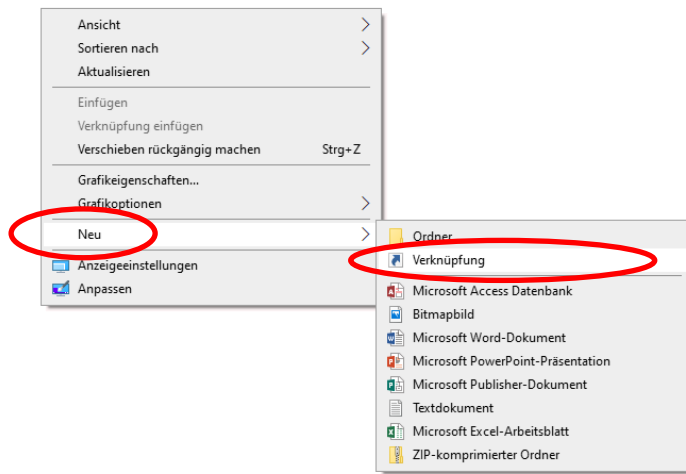 Ansicht
Sortieren nach
Aktualisieren
Einfügen
Verknüpfung einfügen
Verschieben rückgängig machen Strg+Z
Grafikeigenschaften...
Grafikoptionen
Neu
Anzeigeeinstellungen
Anpassen
Ordner
Verknüpfung
Microsoft Access Datenbank
Bitmapbild
Microsoft Word-Dokument
Microsoft PowerPoint-Präsentation
Microsoft Publisher-Dokument
Textdokument
Microsoft Excel-Arbeitsblatt
ZIP-komprimierter Ordner